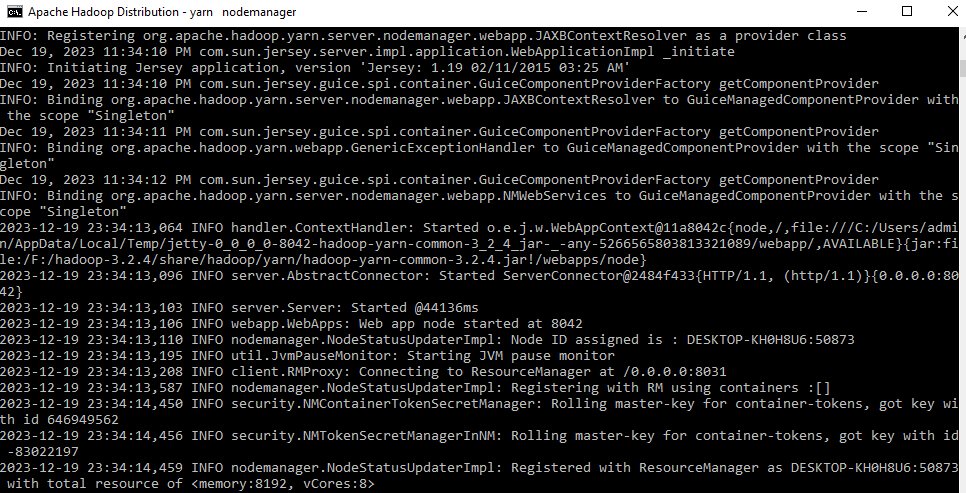 Apache Hadoop Distribution - yarn   nodemanager
INFO: Registering org.apache.hadoop.yarn.server.nodemanager.webapp.JAXBContextResolver as a provider class
Dec 19, 2023 11:34:10 PM com.sun.jersey.server.impl.application.WebApplicationImpl _initiate
INFO: Initiating Jersey application, version 'Jersey: 1.19 02/11/2015 03:25 AM'
Dec 19, 2023 11:34:10 PM com.sun.jersey.guice.spi.container.GuiceComponentProviderFactory getComponentProvider
INFO: Binding org.apache.hadoop.yarn.server.nodemanager.webapp.JAXBContextResolver to GuiceManagedComponentProvider with
 the scope "Singleton"
Dec 19, 2023 11:34:11 PM com.sun.jersey.guice.spi.container.GuiceComponentProviderFactory getComponentProvider
INFO: Binding org.apache.hadoop.yarn.webapp.GenericExceptionHandler to GuiceManagedComponentProvider with the scope "Sin
gleton"
Dec 19, 2023 11:34:12 PM com.sun.jersey.guice.spi.container.GuiceComponentProviderFactory getComponentProvider
INFO: Binding org.apache.hadoop.yarn.server.nodemanager.webapp.NMWebServices to GuiceManagedComponentProvider with the s
cope "Singleton"
2023-12-19 23:34:13,064 INFO handler.ContextHandler: Started o.e.j.w.WebAppContext@11a8042c{node,/,file:///C:/Users/admi
n/AppData/Local/Temp/jetty-0_0_0_0-8042-hadoop-yarn-common-3_2_4_jar-_-any-5266565803813321089/webapp/,AVAILABLE}{jar:fi
le:/F:/hadoop-3.2.4/share/hadoop/yarn/hadoop-yarn-common-3.2.4.jar!/webapps/node}
2023-12-19 23:34:13,096 INFO server.AbstractConnector: Started ServerConnector@2484f433{HTTP/1.1, (http/1.1)}{0.0.0.0:80
42}
2023-12-19 23:34:13,103 INFO server.Server: Started @44136ms
2023-12-19 23:34:13,106 INFO webapp.WebApps: Web app node started at 8042
2023-12-19 23:34:13,110 INFO nodemanager.NodeStatusUpdaterImpl: Node ID assigned is : DESKTOP-KH0H8U6:50873
2023-12-19 23:34:13,195 INFO util.JvmPauseMonitor: Starting JVM pause monitor
2023-12-19 23:34:13,208 INFO client.RMProxy: Connecting to ResourceManager at /0.0.0.0:8031
2023-12-19 23:34:13,587 INFO nodemanager.NodeStatusUpdaterImpl: Registering with RM using containers :[]
2023-12-19 23:34:14,450 INFO security.NMContainerTokenSecretManager: Rolling master-key for container-tokens, got key wi
th id 646949562
2023-12-19 23:34:14,456 INFO security.NMTokenSecretManagerInNM: Rolling master-key for container-tokens, got key with id
 -83022197
2023-12-19 23:34:14,459 INFO nodemanager.NodeStatusUpdaterImpl: Registered with ResourceManager as DESKTOP-KH0H8U6:50873
 with total resource of <memory:8192, vCores:8>